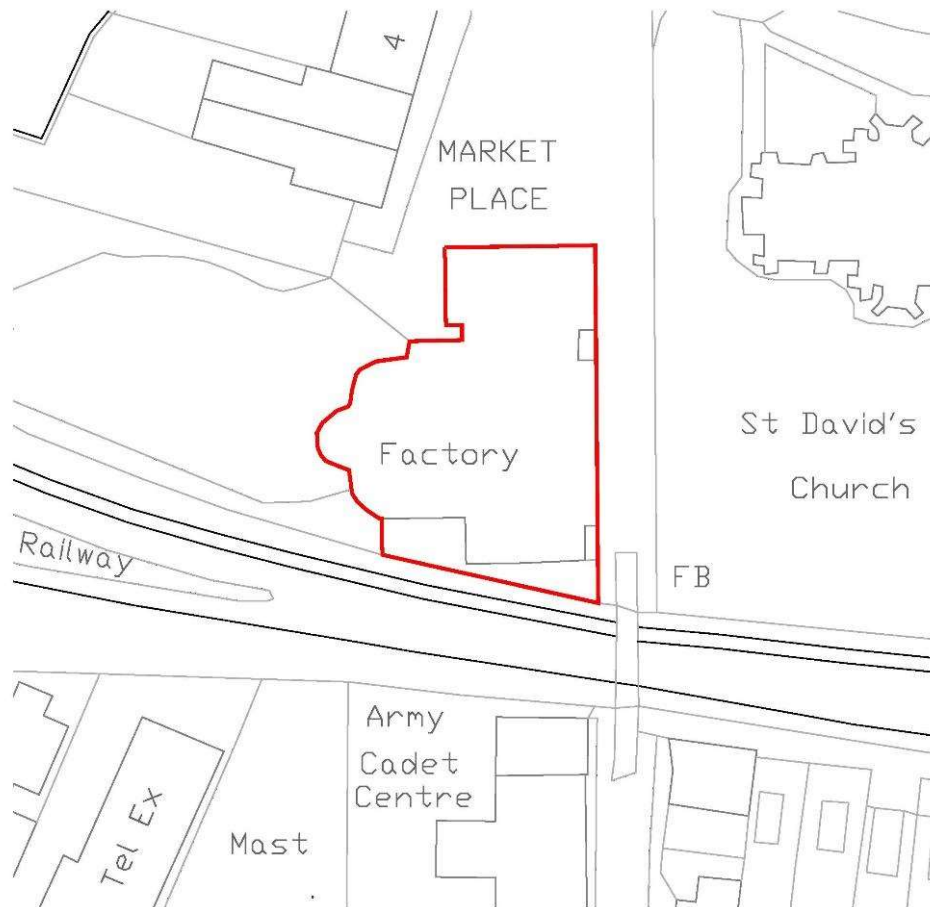 4
MARKET
PLACE
St David's
Church
Factory
Railway
FB
Army
Cadet
Centre
Tel Ex
Mast